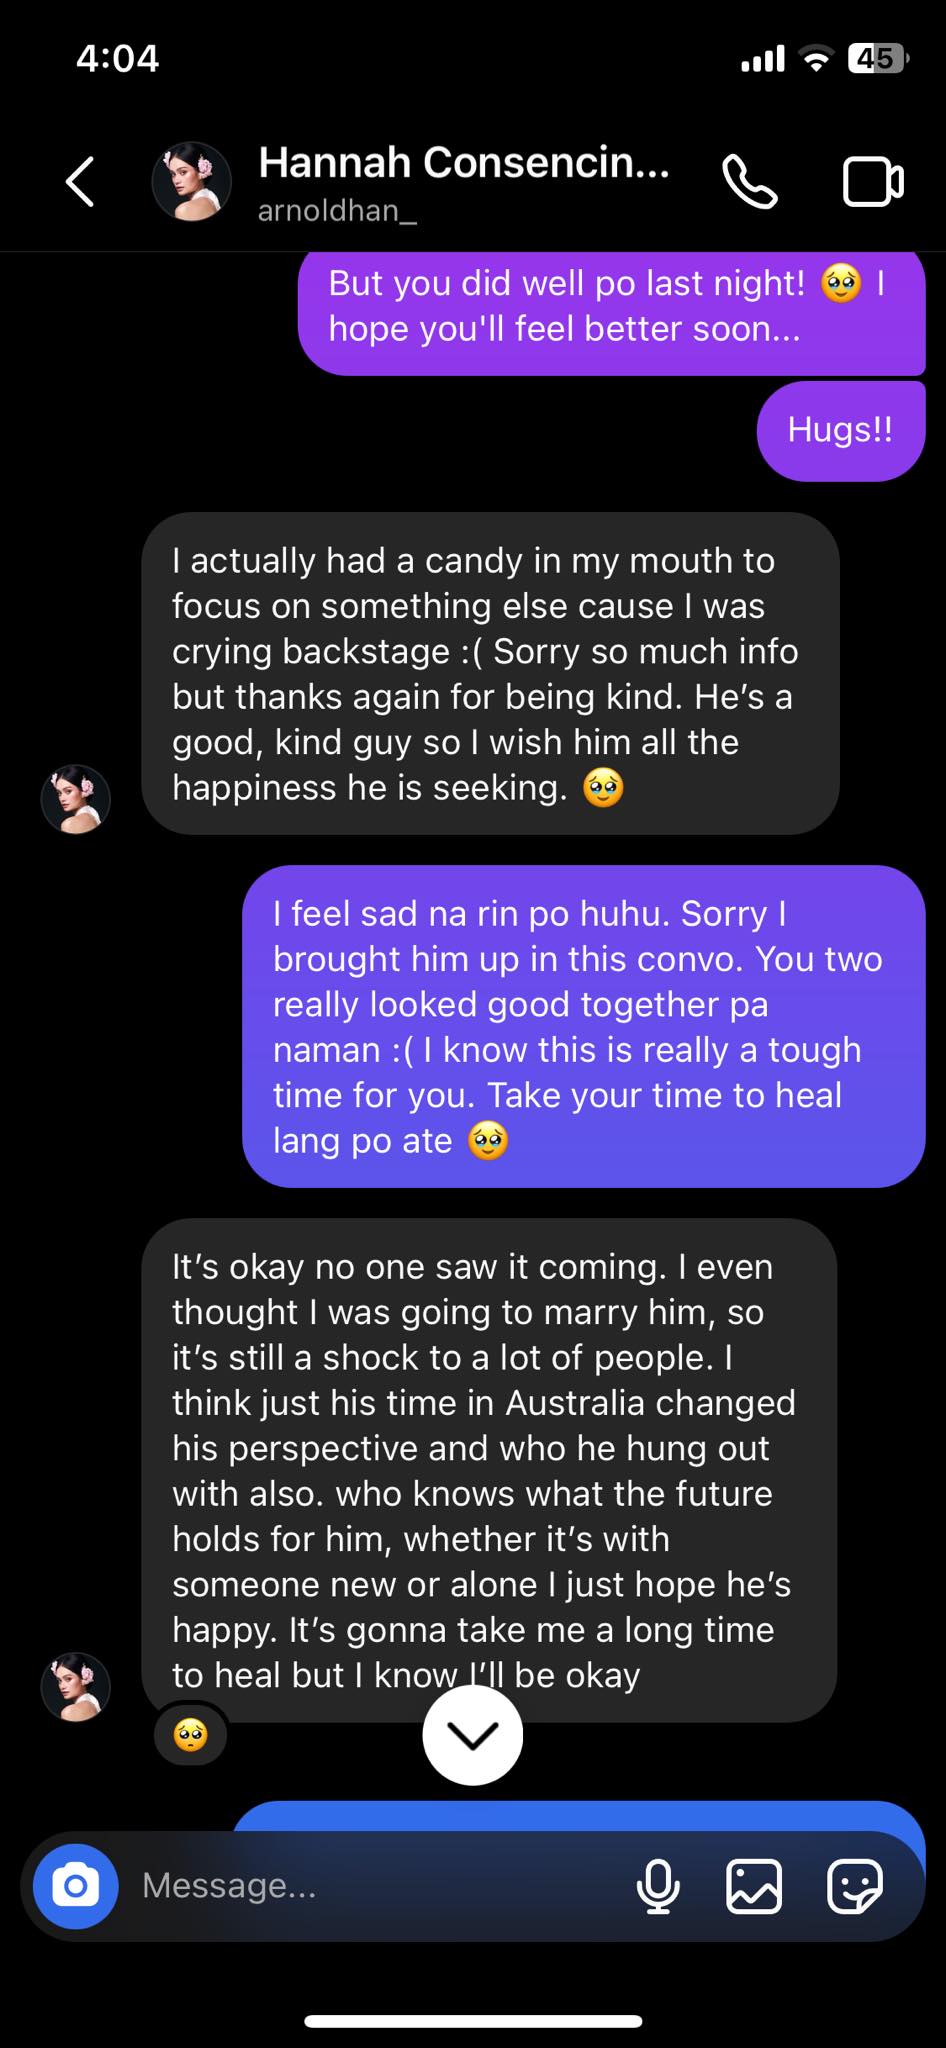 4:04
45
Hannah Consencin...
arnoldhan_
But you did well po last night! 🥹 I
hope you'll feel better soon...
Hugs!!
I actually had a candy in my mouth to
focus on something else cause I was
crying backstage :( Sorry so much info
but thanks again for being kind. He’s a
good, kind guy so I wish him all the
happiness he is seeking. 🥹
I feel sad na rin po huhu. Sorry I
brought him up in this convo. You two
really looked good together pa
naman :( I know this is really a tough
time for you. Take your time to heal
lang po ate 🥹
It’s okay no one saw it coming. I even
thought I was going to marry him, so
it’s still a shock to a lot of people. I
think just his time in Australia changed
his perspective and who he hung out
with also. who knows what the future
holds for him, whether it’s with
someone new or alone I just hope he’s
happy. It’s gonna take me a long time
to heal but I know I’ll be okay
🥺
Message...